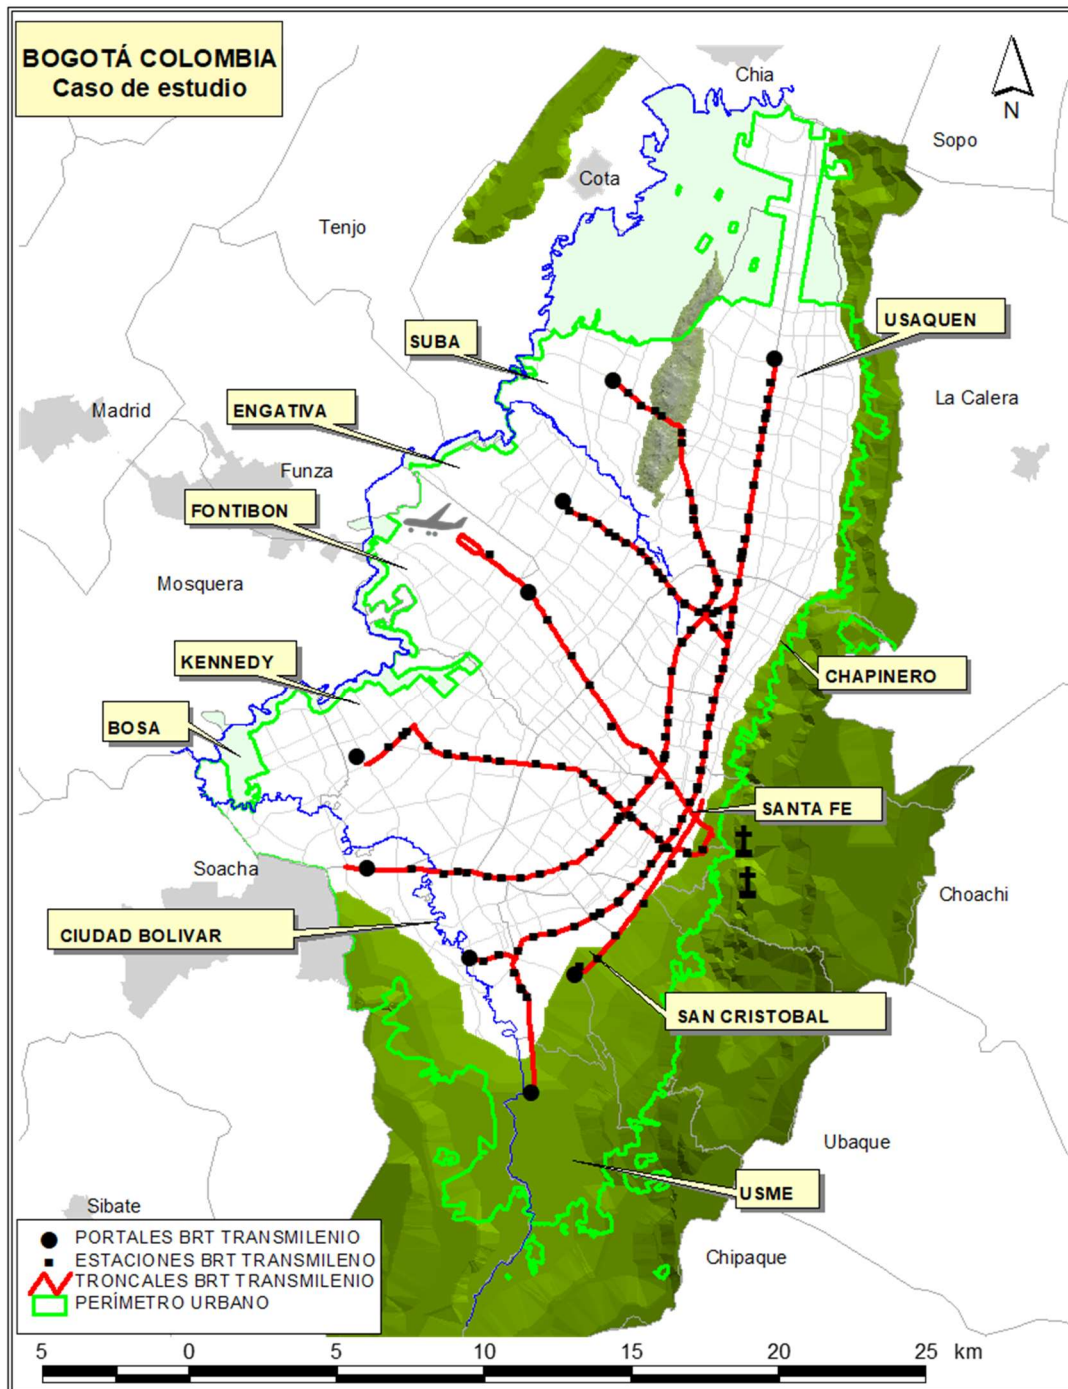 BOGOTÁ COLOMBIA
Caso de estudio
Chia
N
Sopo
Cota
Tenjo
USAQUEN
SUBA
La Calera
ENGATIVA
Madrid
Funza
FONTIBON
Mosquera
KENNEDY
CHAPINERO
BOSA
SANTA FE
Soacha
Choachi
CIUDAD BOLIVAR
SAN CRISTOBAL
Ubaque
USME
Sibate
Chipaque
PORTALES BRT TRANSMILENIO
ESTACIONES BRT TRANSMILENO
TRONCALES BRT TRANSMILENIO
PERÍMETRO URBANO
5 0 5 10 15 20 25 km